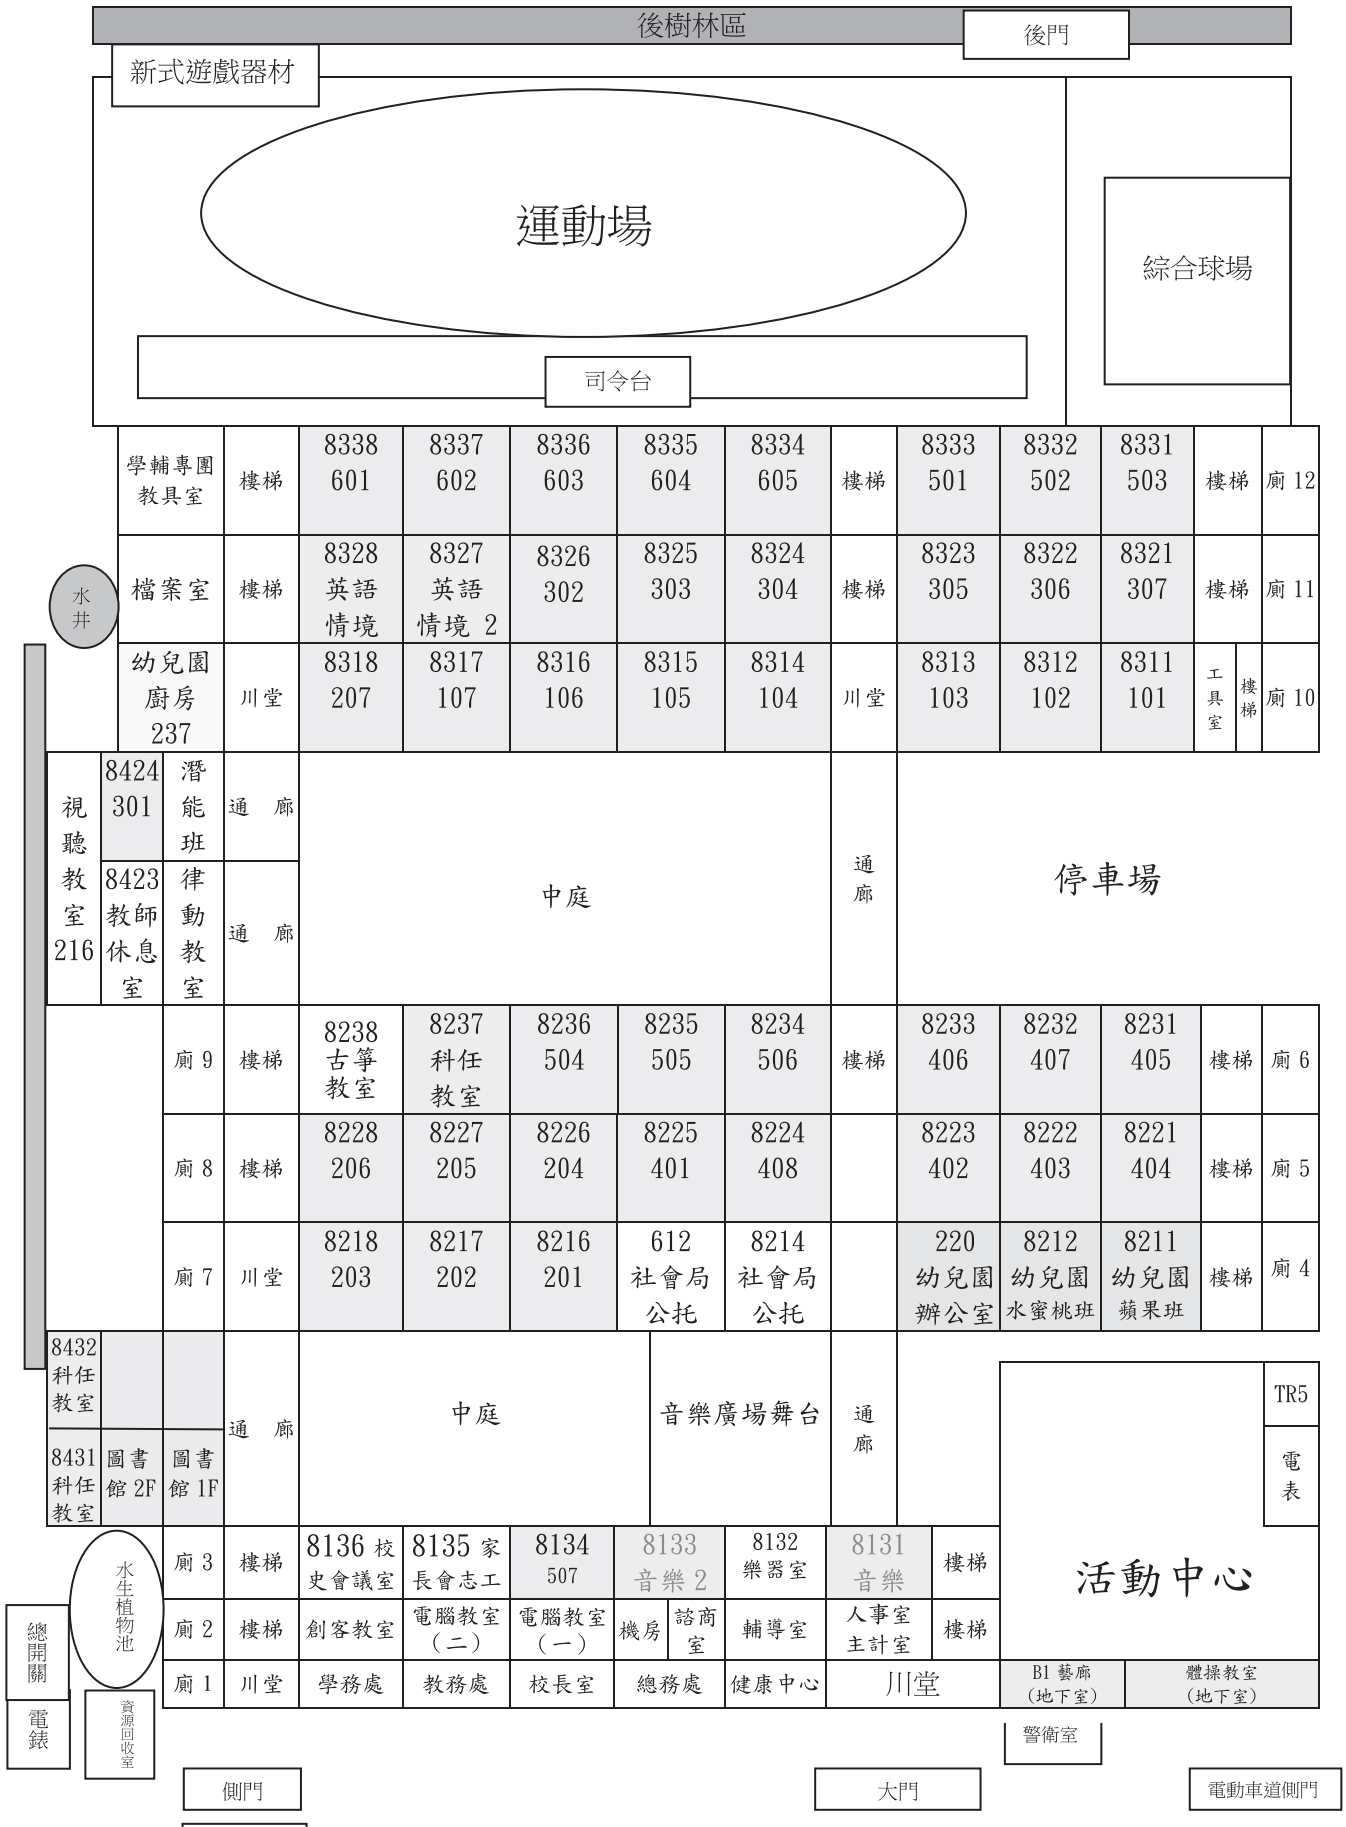 後樹林區
後門
新式遊戲器材
運動場
綜合球場
司令台
學輔專團
教具室
樓梯
8338
601
8337
602
8336
603
8335
604
8334
605
樓梯
8333
501
8332
502
8331
503
樓梯
廁 12
水
井
檔案室
樓梯
8328
英語
情境
8327
英語
情境 2
8326
302
8325
303
8324
304
樓梯
8323
305
8322
306
8321
307
樓梯
廁 11
幼兒園
廚房
237
川堂
8318
207
8317
107
8316
106
8315
105
8314
104
川堂
8313
103
8312
102
8311
101
工
具
室
樓
梯
廁 10
視
聽
教
室
216
8424
301
潛
能
班
通 廊
8423
教師
休息
室
律
動
教
室
通 廊
中庭
通
廊
停車場
廁 9
樓梯
8238
古箏
教室
8237
科任
教室
8236
504
8235
505
8234
506
樓梯
8233
406
8232
407
8231
405
樓梯
廁 6
廁 8
樓梯
8228
206
8227
205
8226
204
8225
401
8224
408
8223
402
8222
403
8221
404
樓梯
廁 5
廁 7
川堂
8218
203
8217
202
8216
201
612
社會局
公托
8214
社會局
公托
220
幼兒園
辦公室
8212
幼兒園
水蜜桃班
8211
幼兒園
蘋果班
樓梯
廁 4
8432
科任
教室
8431
科任
教室
圖書
館 2F
圖書
館 1F
通 廊
中庭
音樂廣場舞台
通
廊
TR5
電
表
活動中心
廁 3
樓梯
8136 校
史會議室
8135 家
長會志工
8134
507
8133
音樂 2
8132
樂器室
8131
音樂
樓梯
水生植物池
廁 2
樓梯
創客教室
電腦教室
（二）
電腦教室
（一）
機房
諮商
室
輔導室
人事室
主計室
樓梯
總開關
廁 1
川堂
學務處
教務處
校長室
總務處
健康中心
川堂
B1 藝廊
（地下室）
體操教室
（地下室）
電錶
資源回收室
警衛室
側門
大門
電動車道側門